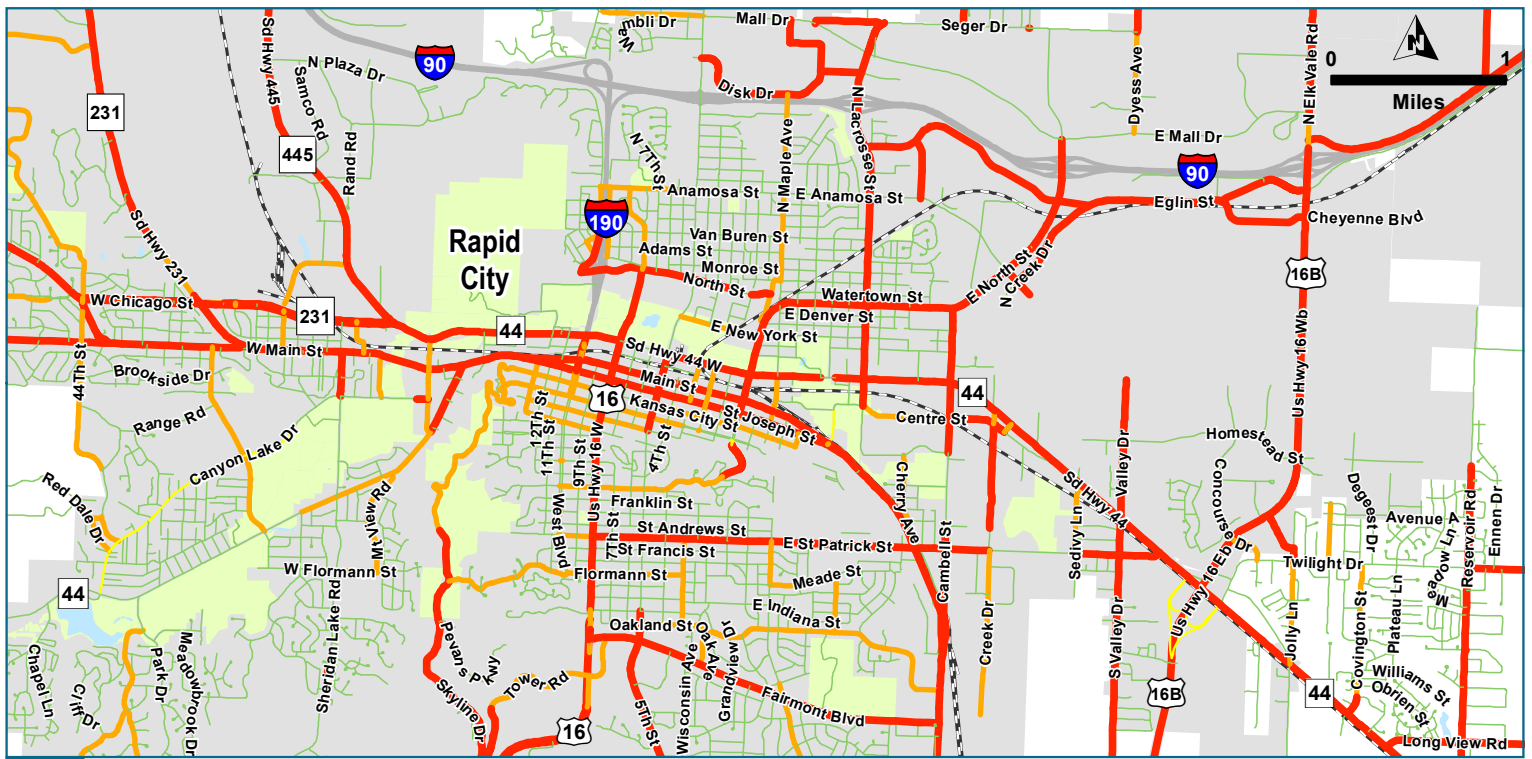 Sd Hwy 445
mbli Dr
Wa
Mall Dr
Seger Dr
N Elk Vale Rd
N
0
1
Miles
N Plaza Dr
90
Samco Rd
Disk Dr
N Lacrosse St
Dyess Ave
231
445
Rand Rd
N 7Th St
N Maple Ave
E Mall Dr
90
Anamosa St
E Anamosa St
Eglin St
Cheyenne Blvd
190
Sd Hwy 231
Rapid
City
Van Buren St
Adams St
Monroe St
North St
E North St
N Creek Dr
16B
W Chicago St
231
Watertown St
E Denver St
44
E New York St
Us Hwy 16 Wb
W Main St
Sd Hwy 44 W
44Th St
Brookside Dr
Main St
16
44
Kansas City St
St Joseph St
Centre St
Range Rd
12Th St
11Th St
9Th St
Us Hwy 16 W
4Th St
Canyon Lake Dr
Homestead St
Valley Dr
Cherry Ave
Concourse Dr
Degeest Dr
Red Dale Dr
Mt View Rd
West Blvd
Franklin St
Sd Hwy 44
Sedivy Ln
Reservoir Rd
Ennen Dr
Avenue A
7Th St
St Andrews St
St Francis St
E St Patrick St
Campbell St
Meadow Ln
Twilight Dr
W Flormann St
Flormann St
Meade St
Us Hwy 16 Eb
44
Sheridan Lake Rd
E Indiana St
Creek Dr
S Valley Dr
Jolly Ln
Covington St
Plateau Ln
Oakland St
Oak Ave
Grandview Dr
Wisconsin Ave
Chapel Ln
Cliff Dr
Park Dr
Meadowbrook Dr
Pevans Pkwy
Skyline Dr
Tower Rd
5Th St
Fairmont Blvd
16
16B
44
Williams St
Obrien St
Long View Rd